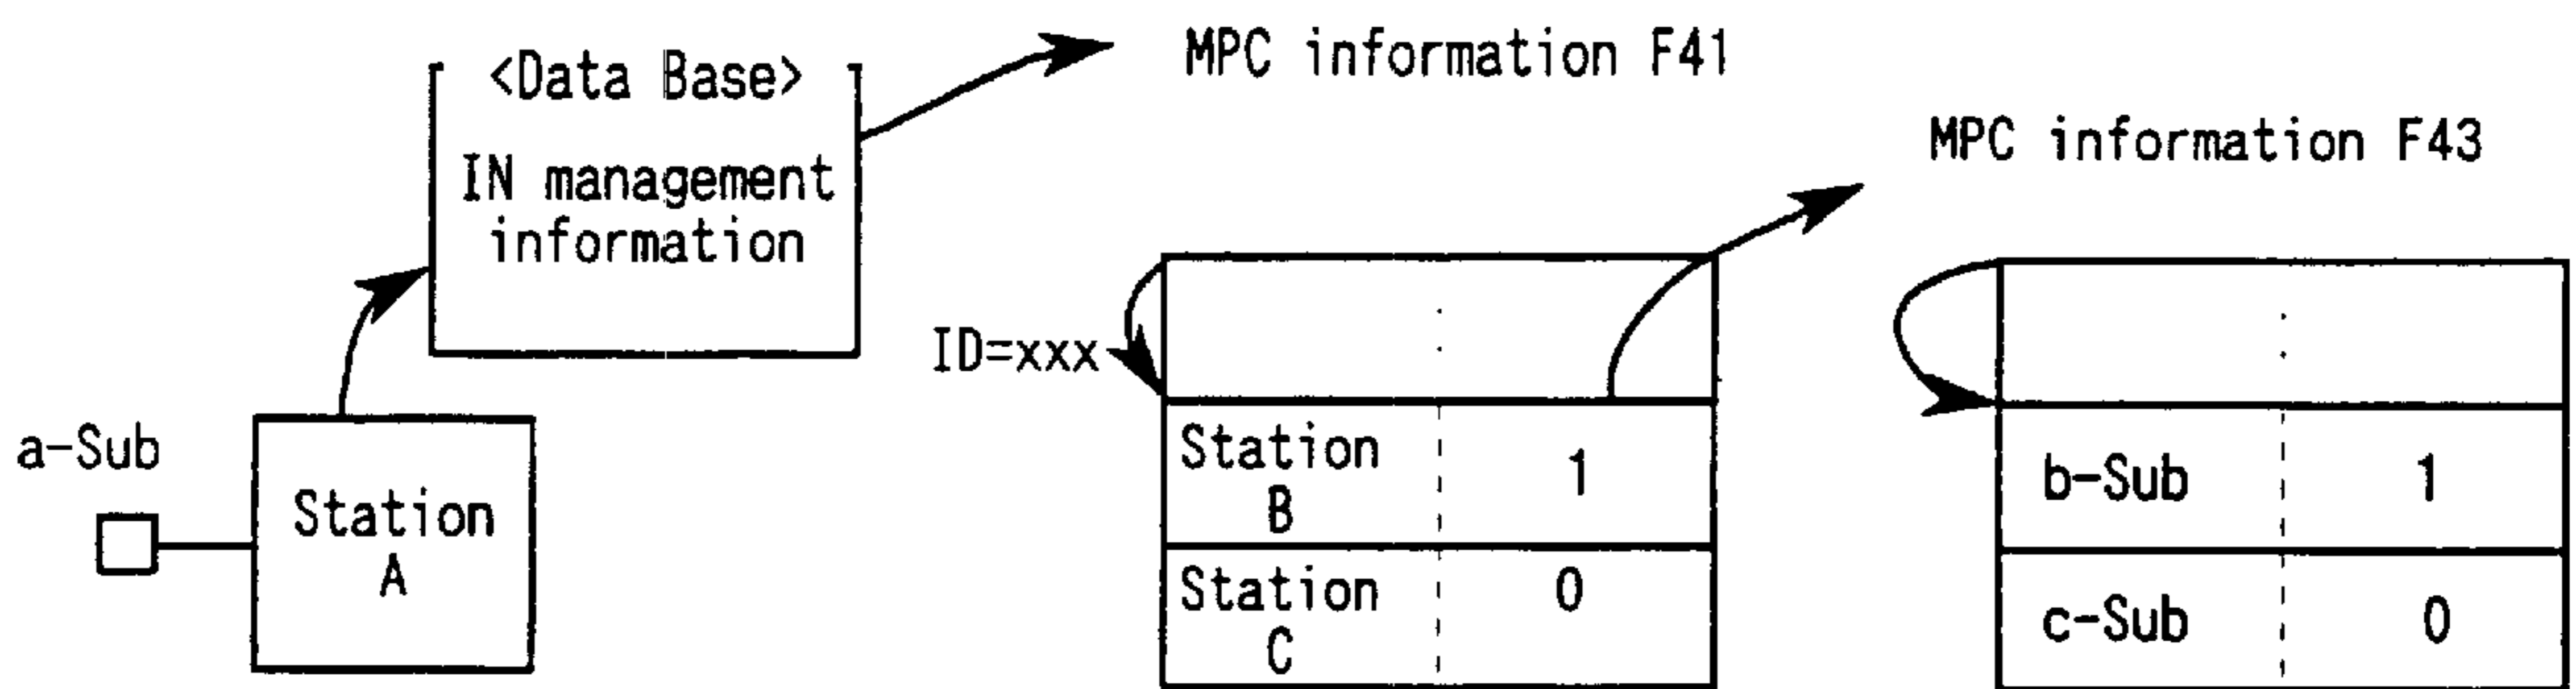 <Data Base>
IN management
information
MPC information F41
MPC information F43
a-Sub
Station
A
ID=xxx
Station
B
1
Station
C
0
b-Sub
1
c-Sub
0